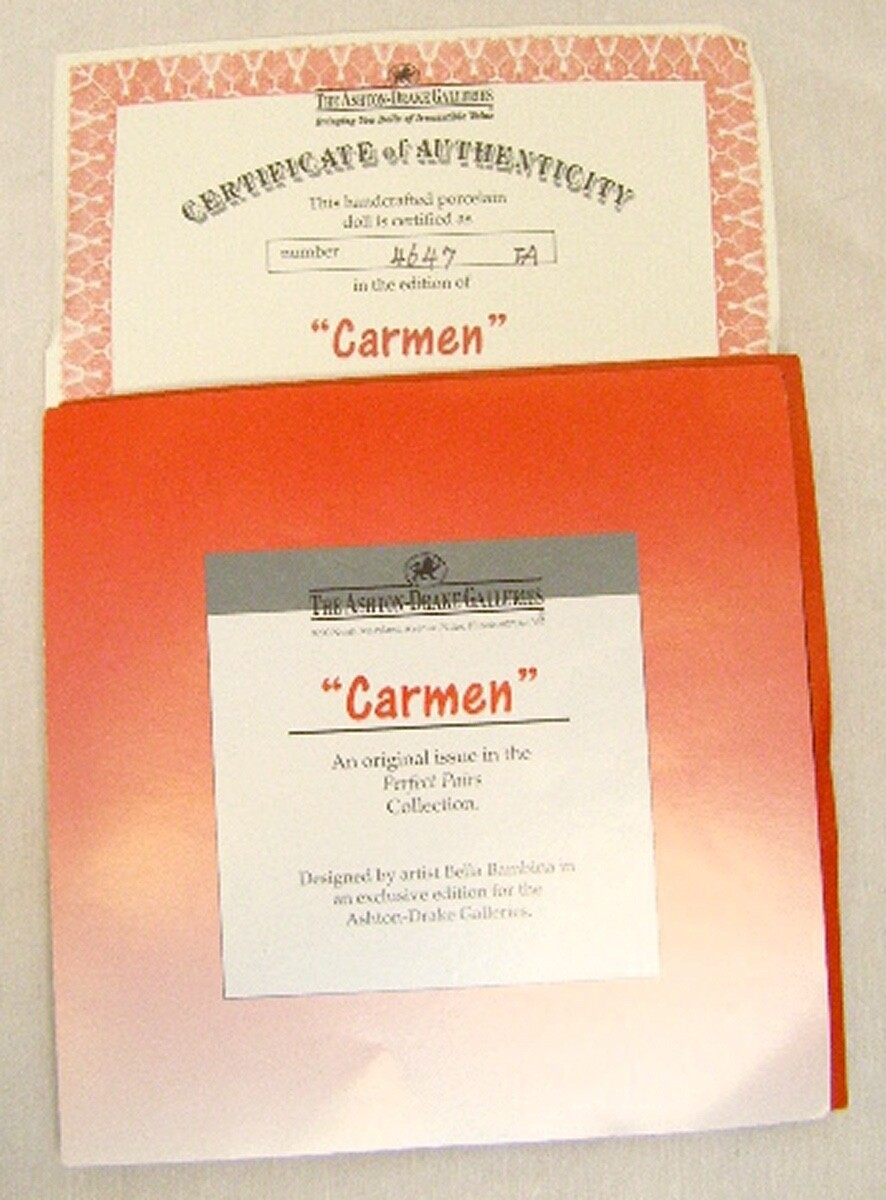 THE ASHTON-DRAKE GALLERIES
Bringing You Dolls of Irresistible Value
CERTIFICATE of AUTHENTICITY
This handcrafted porcelain
doll is certified as
number 4647 TA
in the edition of
"Carmen"
THE ASHTON-DRAKE GALLERIES
"Carmen"
An original issue in the
Perfect Pairs
Collection.
Designed by artist Bella Bambina in
an exclusive edition for the
Ashton-Drake Galleries.